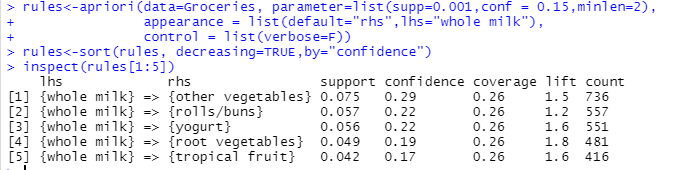 > rules<-apriori(data=Groceries, parameter=list(supp=0.001,conf = 0.15,minlen=2),
+ appearance = list(default="rhs",lhs="whole milk"),
+ control = list(verbose=F))
> rules<-sort(rules, decreasing=TRUE,by="confidence")
> inspect(rules[1:5])
lhs rhs support confidence coverage lift count
[1] {whole milk} => {other vegetables} 0.075 0.29 0.26 1.5 736
[2] {whole milk} => {rolls/buns} 0.057 0.22 0.26 1.2 557
[3] {whole milk} => {yogurt} 0.056 0.22 0.26 1.6 551
[4] {whole milk} => {root vegetables} 0.049 0.19 0.26 1.8 481
[5] {whole milk} => {tropical fruit} 0.042 0.17 0.26 1.6 416